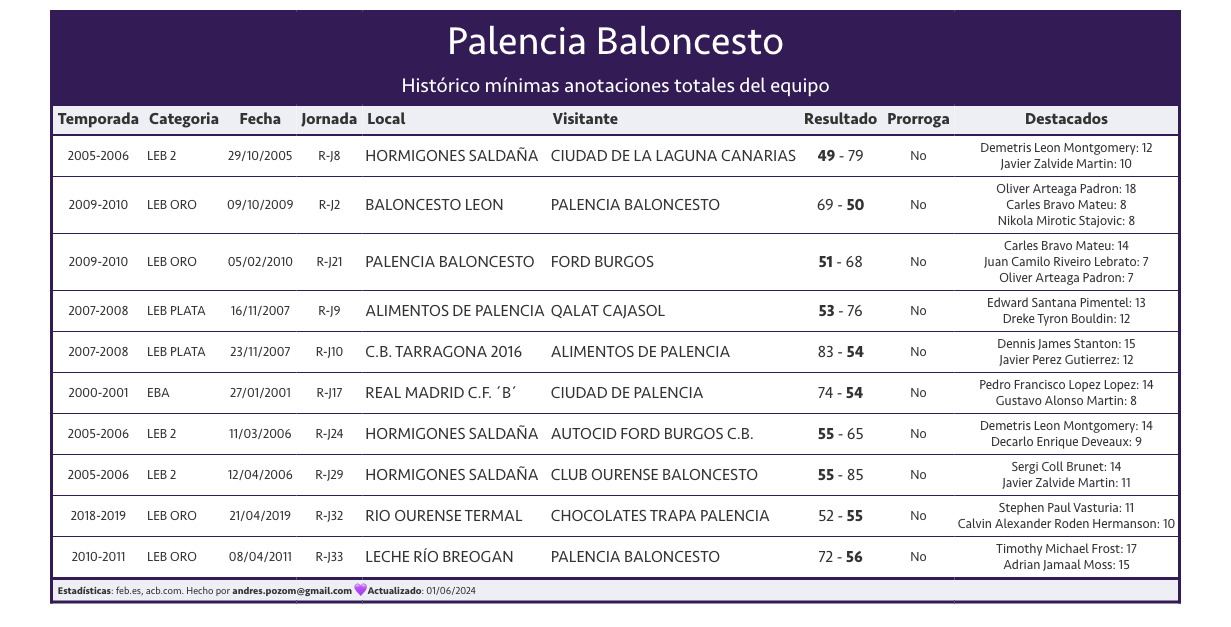 Palencia Baloncesto
Histórico mínimas anotaciones totales del equipo
Temporada Categoria Fecha Jornada Local Visitante Resultado Prorroga Destacados
2005-2006 LEB 2 29/10/2005 R-J8 HORMIGONES SALDAÑA CIUDAD DE LA LAGUNA CANARIAS 49 - 79 No Demetris Leon Montgomery: 12
Javier Zalvide Martin: 10
2009-2010 LEB ORO 09/10/2009 R-J2 BALONCESTO LEON PALENCIA BALONCESTO 69 - 50 No Oliver Arteaga Padron: 18
Carles Bravo Mateu: 8
Nikola Mirotic Stajovic: 8
2009-2010 LEB ORO 05/02/2010 R-J21 PALENCIA BALONCESTO FORD BURGOS 51 - 68 No Carles Bravo Mateu: 14
Juan Camilo Riveiro Lebrato: 7
Oliver Arteaga Padron: 7
2007-2008 LEB PLATA 16/11/2007 R-J9 ALIMENTOS DE PALENCIA QALAT CAJASOL 53 - 76 No Edward Santana Pimentel: 13
Dreke Tyron Bouldin: 12
2007-2008 LEB PLATA 23/11/2007 R-J10 C.B. TARRAGONA 2016 ALIMENTOS DE PALENCIA 83 - 54 No Dennis James Stanton: 15
Javier Perez Gutierrez: 12
2000-2001 EBA 27/01/2001 R-J17 REAL MADRID C.F. ´B´ CIUDAD DE PALENCIA 74 - 54 No Pedro Francisco Lopez Lopez: 14
Gustavo Alonso Martin: 8
2005-2006 LEB 2 11/03/2006 R-J24 HORMIGONES SALDAÑA AUTOCID FORD BURGOS C.B. 55 - 65 No Demetris Leon Montgomery: 14
Decarlo Enrique Deveaux: 9
2005-2006 LEB 2 12/04/2006 R-J29 HORMIGONES SALDAÑA CLUB OURENSE BALONCESTO 55 - 85 No Sergi Coll Brunet: 14
Javier Zalvide Martin: 11
2018-2019 LEB ORO 21/04/2019 R-J32 RIO OURENSE TERMAL CHOCOLATES TRAPA PALENCIA 52 - 55 No Stephen Paul Vasturia: 11
Calvin Alexander Roden Hermanson: 10
2010-2011 LEB ORO 08/04/2011 R-J33 LECHE RÍO BREOGAN PALENCIA BALONCESTO 72 - 56 No Timothy Michael Frost: 17
Adrian Jamaal Moss: 15
Estadísticas: feb.es, acb.com. Hecho por andres.pozom@gmail.com 💜Actualizado: 01/06/2024